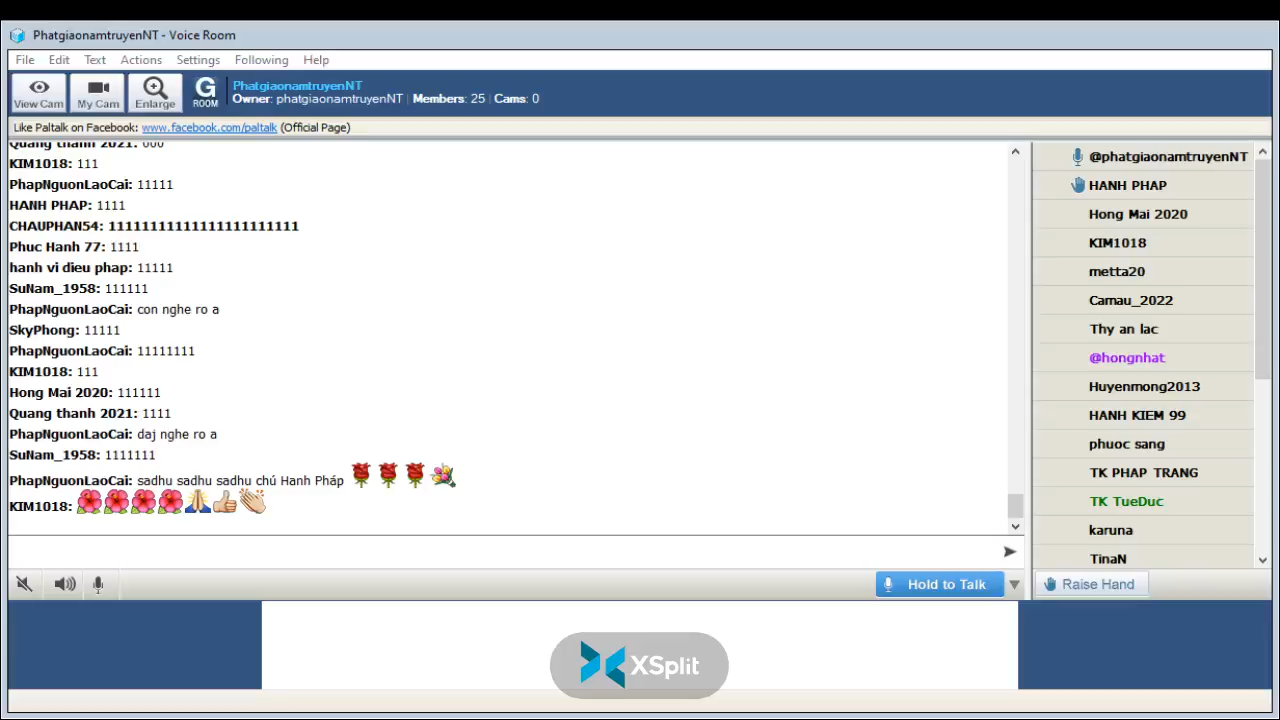 PhatgiaonamtruyenNT - Voice Room
File Edit Text Actions Settings Following Help
View Cam My Cam Enlarge G ROOM
PhatgiaonamtruyenNT
Owner: phatgiaonamtruyenNT | Members: 25 | Cams: 0
Like Paltalk on Facebook: www.facebook.com/paltalk (Official Page)
Quang thanh 2021: 000
KIM1018: 111
PhapNguonLaoCai: 11111
HANH PHAP: 1111
CHAUPHAN54: 11111111111111111111111
Phuc Hanh 77: 1111
hanh vi dieu phap: 11111
SuNam_1958: 111111
PhapNguonLaoCai: con nghe ro a
SkyPhong: 11111
PhapNguonLaoCai: 11111111
KIM1018: 111
Hong Mai 2020: 111111
Quang thanh 2021: 1111
PhapNguonLaoCai: daj nghe ro a
SuNam_1958: 1111111
PhapNguonLaoCai: sadhu sadhu sadhu chú Hanh Pháp
KIM1018:
@phatgiaonamtruyenNT
HANH PHAP
Hong Mai 2020
KIM1018
metta20
Camau_2022
Thy an lac
@hongnhat
Huyenmong2013
HANH KIEM 99
phuoc sang
TK PHAP TRANG
TK TueDuc
karuna
TinaN
Hold to Talk
Raise Hand
XSplit